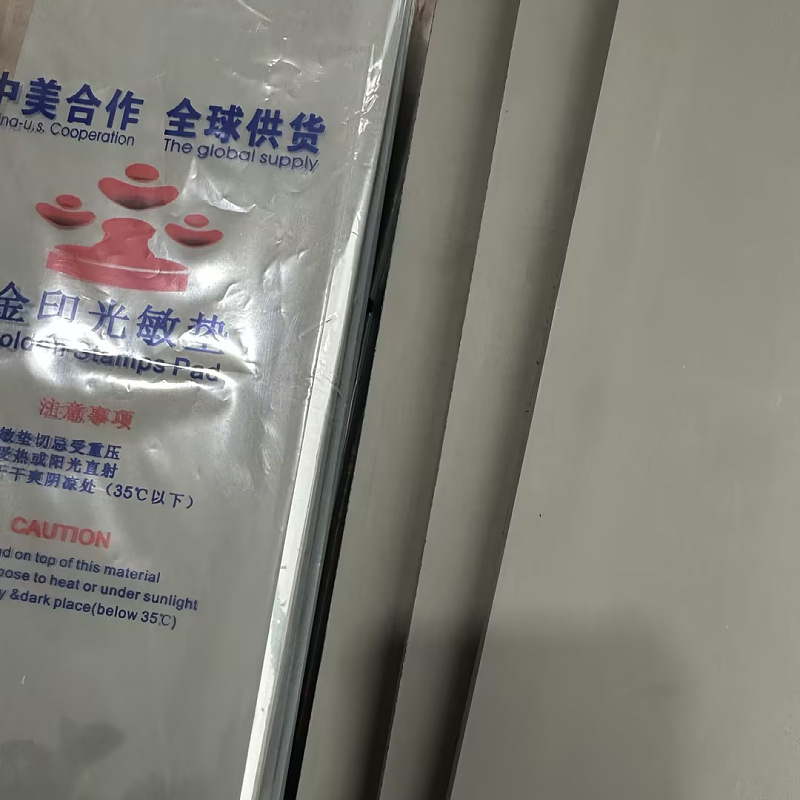 中美合作 全球供货
na-u,s. Cooperation The global supply
金印光敏垫
olden Stamps Pad
注意事项
敏垫切忌受重压
受热或阳光直射
干爽阴凉处（35℃以下）
CAUTION
d on top of this material
pose to heat or under sunlight
y &dark place(below 35℃)